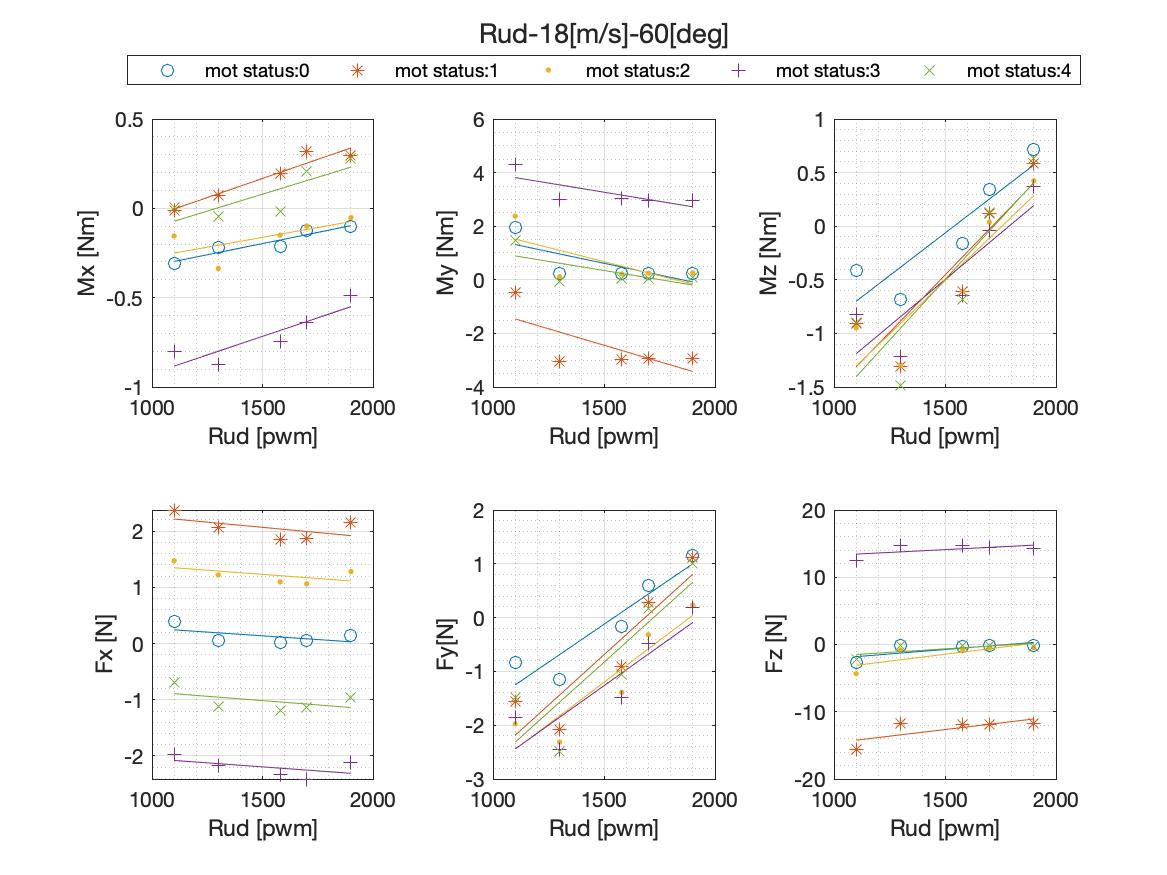 Rud-18[m/s]-60[deg]
mot status:0 mot status:1 mot status:2 mot status:3 mot status:4
0.5
0
-0.5
-1
Mx [Nm]
1000 1500 2000
Rud [pwm]
6
4
2
0
-2
-4
My [Nm]
1000 1500 2000
Rud [pwm]
1
0.5
0
-0.5
-1
-1.5
Mz [Nm]
1000 1500 2000
Rud [pwm]
2
1
0
-1
-2
Fx [N]
1000 1500 2000
Rud [pwm]
2
1
0
-1
-2
-3
Fy[N]
1000 1500 2000
Rud [pwm]
20
10
0
-10
-20
Fz [N]
1000 1500 2000
Rud [pwm]